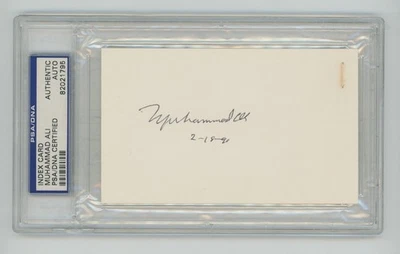 PSA/DNA
INDEX CARD
MUHAMMAD ALI
PSA/DNA CERTIFIED
AUTHENTIC
AUTO
82021795
Muhammad Ali
2-18-91